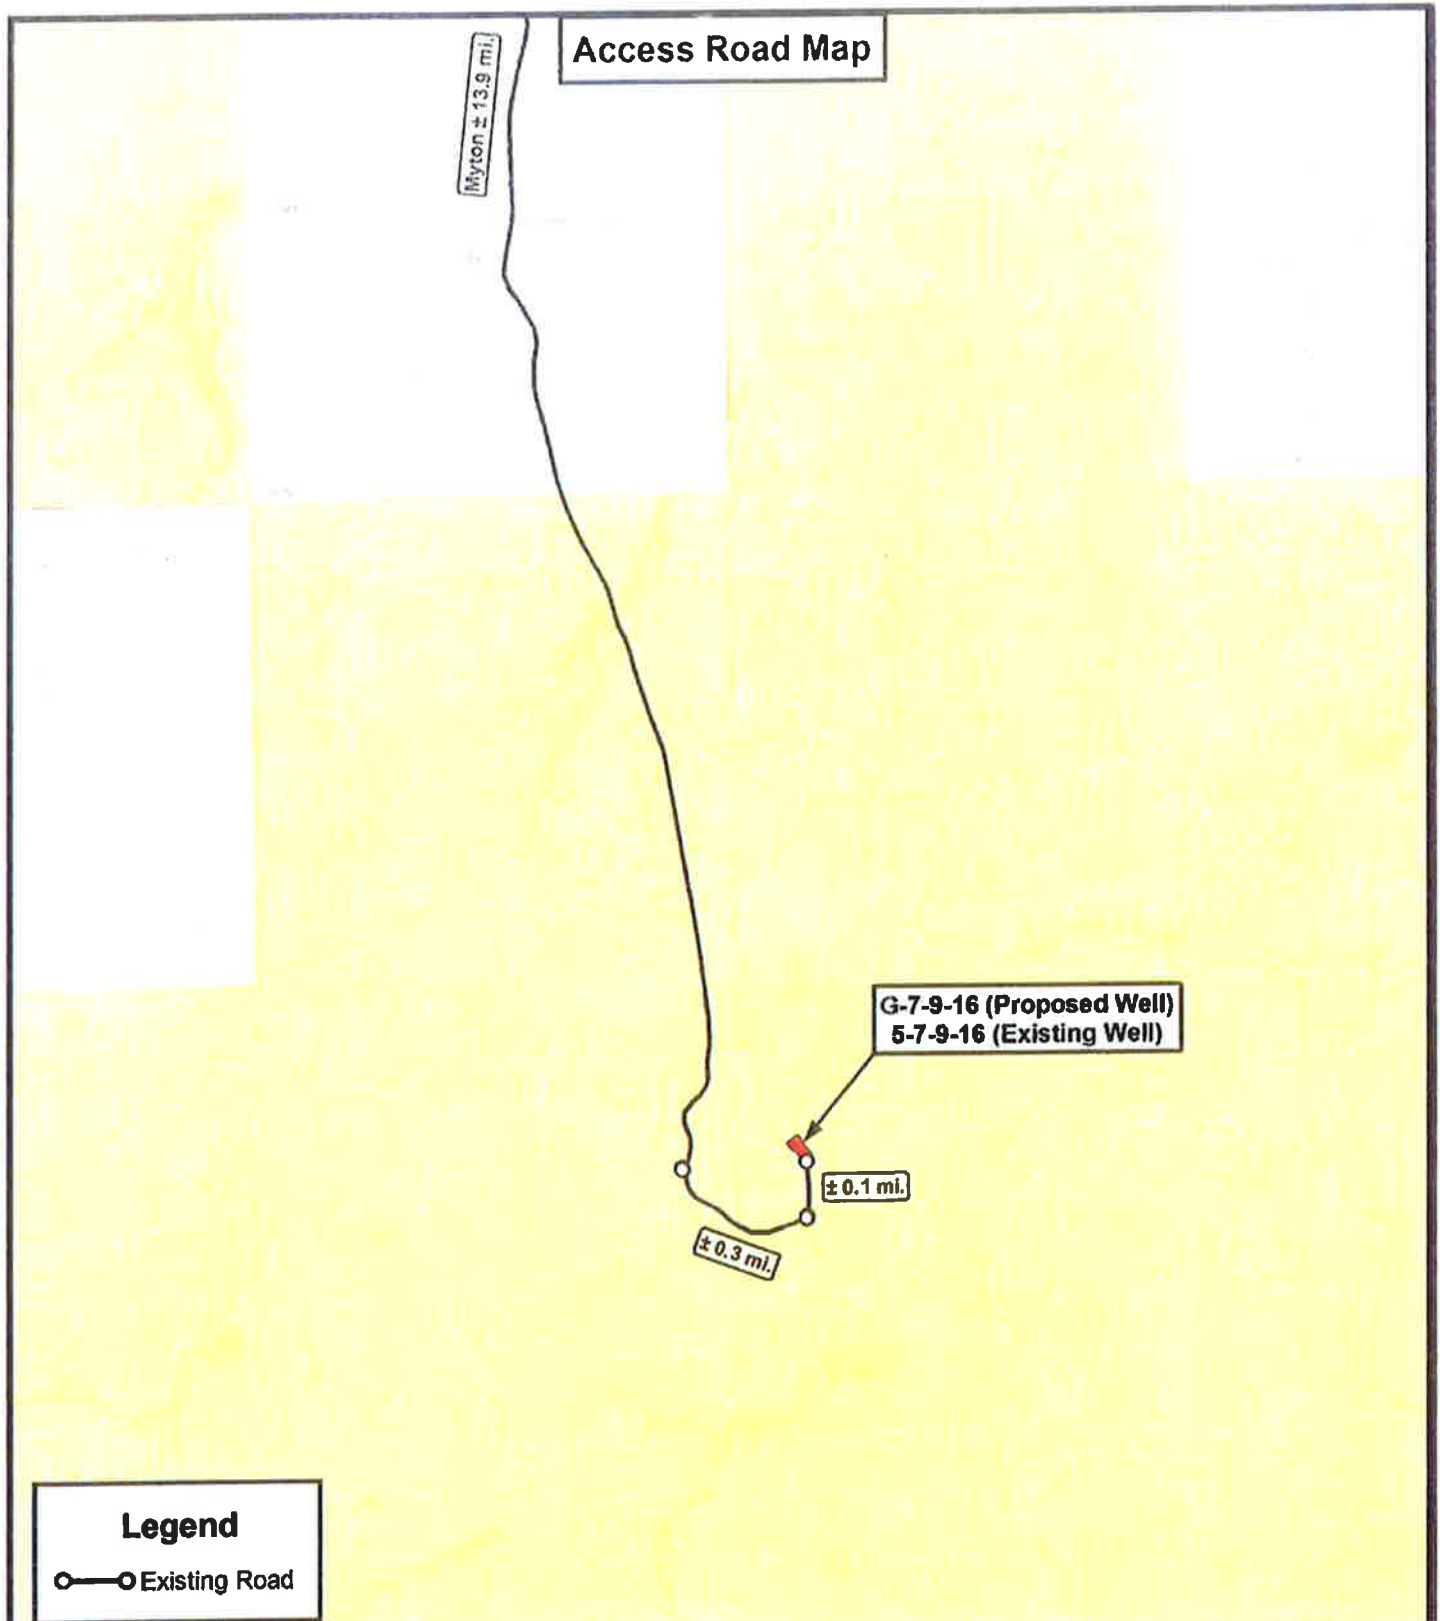 Access Road Map
Myton ± 13.9 mi.
G-7-9-16 (Proposed Well)
5-7-9-16 (Existing Well)
± 0.1 mi.
± 0.3 mi.
Legend
Existing Road